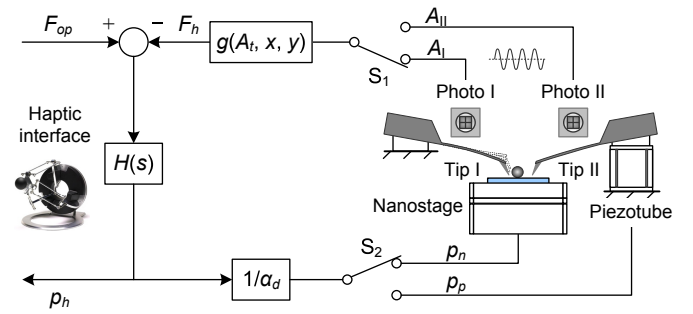 F_op + − F_h g(A_t, x, y) A_II
A_I
S_1
Photo I Photo II
Haptic
interface
H(s)
Tip I Tip II
Nanostage
Piezotube
S_2
p_n
1/α_d
p_h
p_p